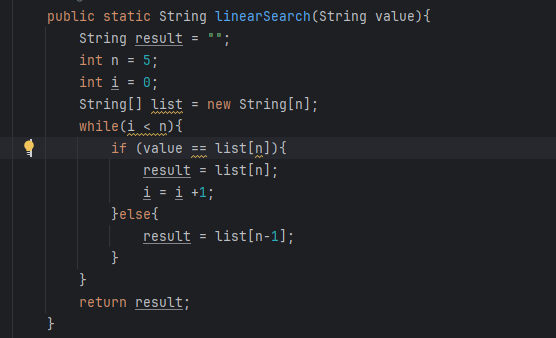 public static String linearSearch(String value){
String result = "";
int n = 5;
int i = 0;
String[] list = new String[n];
while(i < n){
if (value == list[n]){
result = list[n];
i = i +1;
}else{
result = list[n-1];
}
}
return result;
}